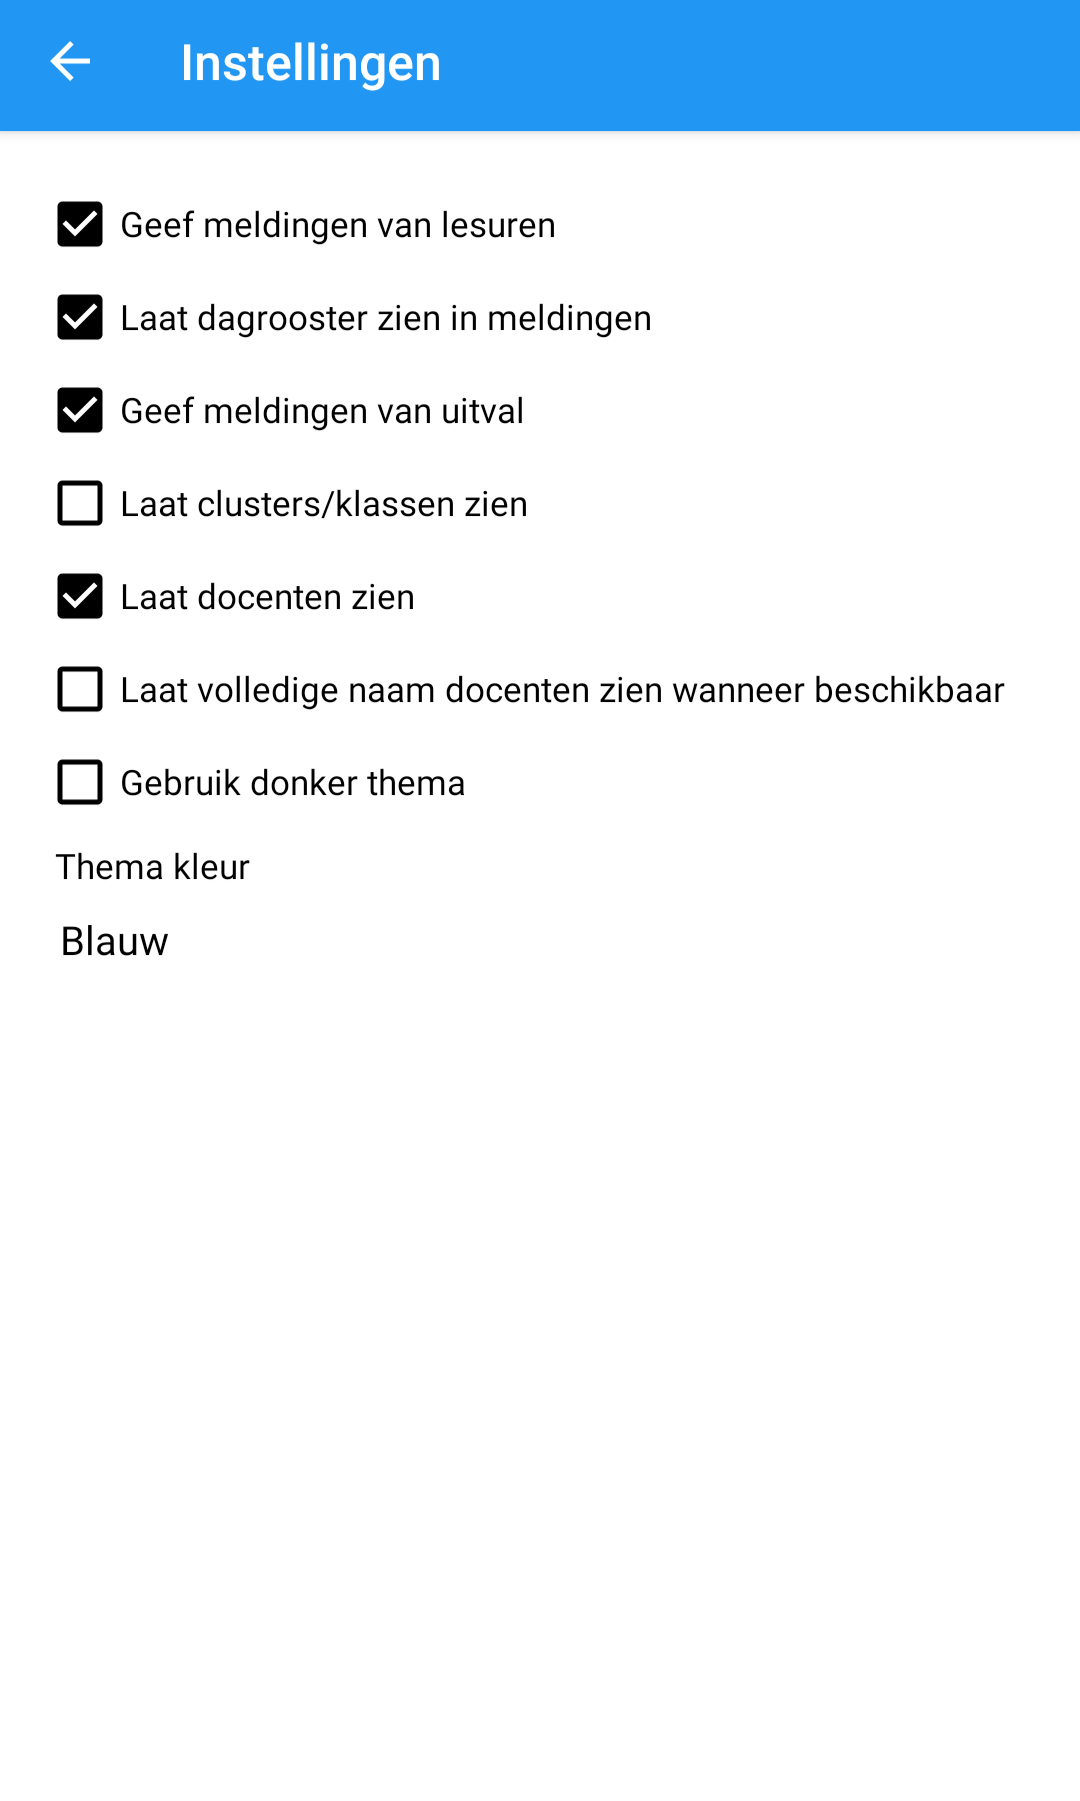 Instellingen
Geef meldingen van lesuren
Laat dagrooster zien in meldingen
Geef meldingen van uitval
Laat clusters/klassen zien
Laat docenten zien
Laat volledige naam docenten zien wanneer beschikbaar
Gebruik donker thema
Thema kleur
Blauw